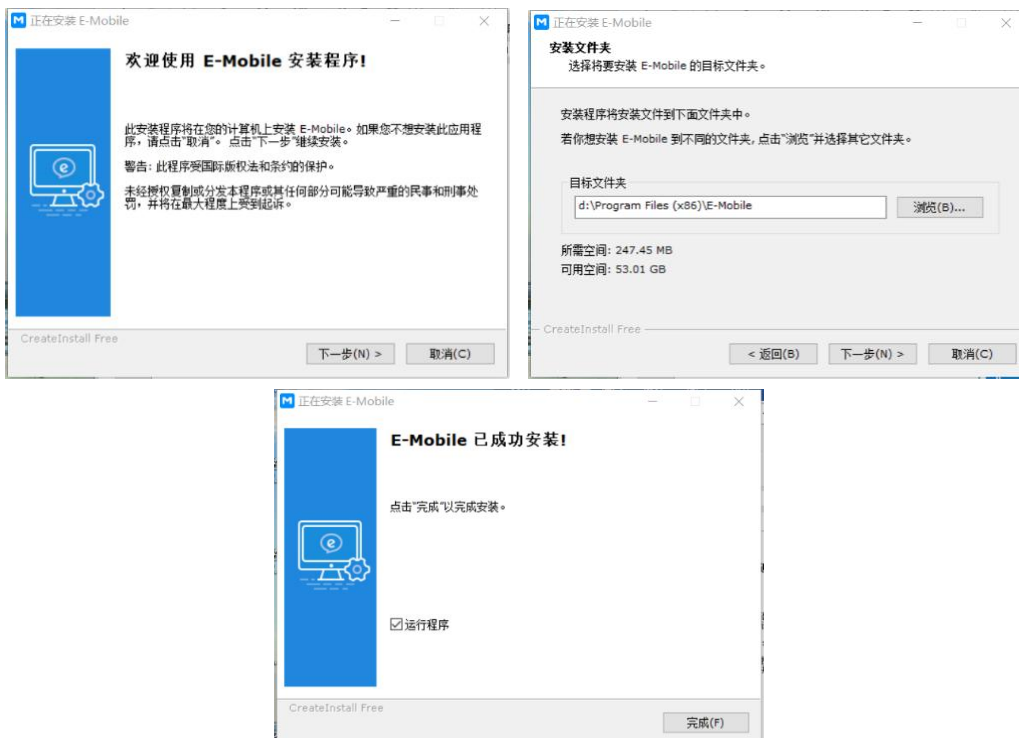 M 正在安装 E-Mobile
欢迎使用 E-Mobile 安装程序!
此安装程序将在您的计算机上安装 E-Mobile。如果您不想安装此应用程
序，请点击"取消"。 点击"下一步"继续安装。
警告: 此程序受国际版权法和条约的保护。
未经授权复制或分发本程序或其任何部分可能导致严重的民事和刑事处
罚，并将在最大程度上受到起诉。
e
CreateInstall Free
下一步(N) >
取消(C)
M 正在安装 E-Mobile
安装文件夹
选择将要安装 E-Mobile 的目标文件夹。
安装程序将安装文件到下面文件夹中。
若你想安装 E-Mobile 到不同的文件夹, 点击"浏览"并选择其它文件夹。
目标文件夹
d:\Program Files (x86)\E-Mobile
浏览(B)...
所需空间: 247.45 MB
可用空间: 53.01 GB
CreateInstall Free
< 返回(B)
下一步(N) >
取消(C)
M 正在安装 E-Mobile
E-Mobile 已成功安装!
点击"完成"以完成安装。
e
运行程序
CreateInstall Free
完成(F)